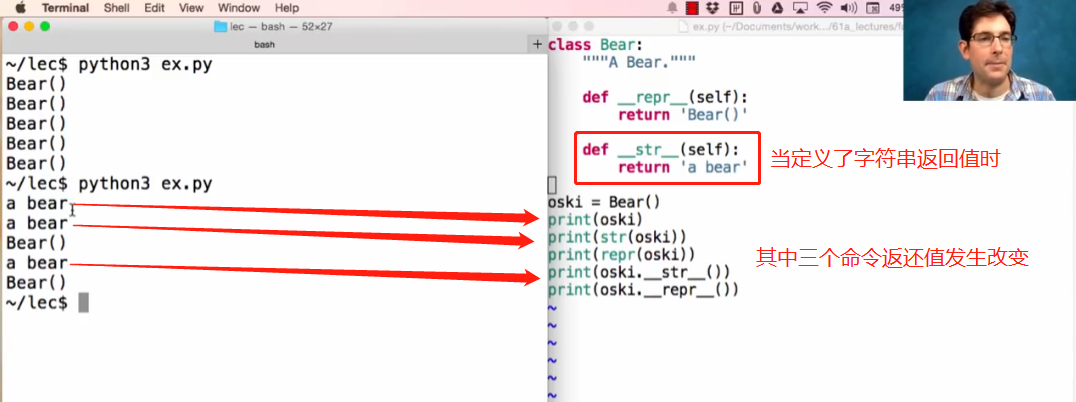 Terminal Shell Edit View Window Help
lec — bash — 52×27
bash
+
~/lec$ python3 ex.py
Bear()
Bear()
Bear()
Bear()
Bear()
~/lec$ python3 ex.py
a bear
a bear
Bear()
a bear
Bear()
~/lec$
ex.py (~/Documents/work.../61a_lectures/
class Bear:
"""A Bear."""
def __repr__(self):
return 'Bear()'
def __str__(self):
return 'a bear'
当定义了字符串返回值时
oski = Bear()
print(oski)
print(str(oski))
print(repr(oski))
print(oski.__str__())
print(oski.__repr__())
其中三个命令返还值发生改变
~
~
~
~
~